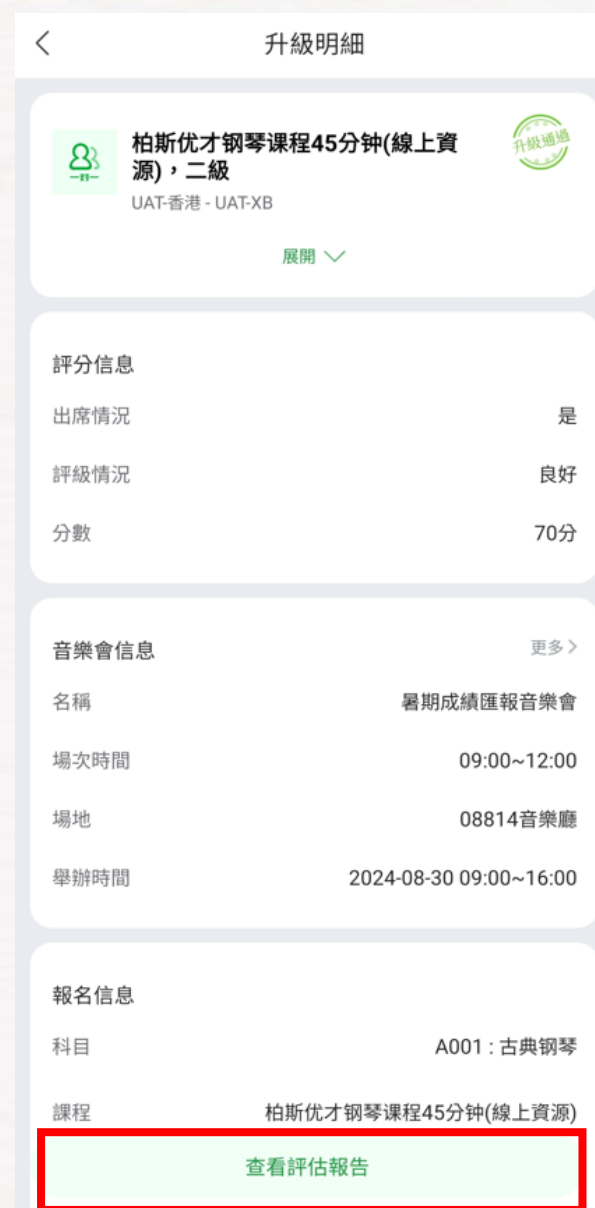 升級明細
柏斯优才钢琴课程45分钟(線上資
源)，二級
升級通過
UAT-香港 - UAT-XB
展開
評分信息
出席情況 是
評級情況 良好
分數 70分
音樂會信息 更多
名稱 暑期成績匯報音樂會
場次時間 09:00~12:00
場地 08814音樂廳
舉辦時間 2024-08-30 09:00~16:00
報名信息
科目 A001 : 古典钢琴
課程 柏斯优才钢琴课程45分钟(線上資源)
查看評估報告